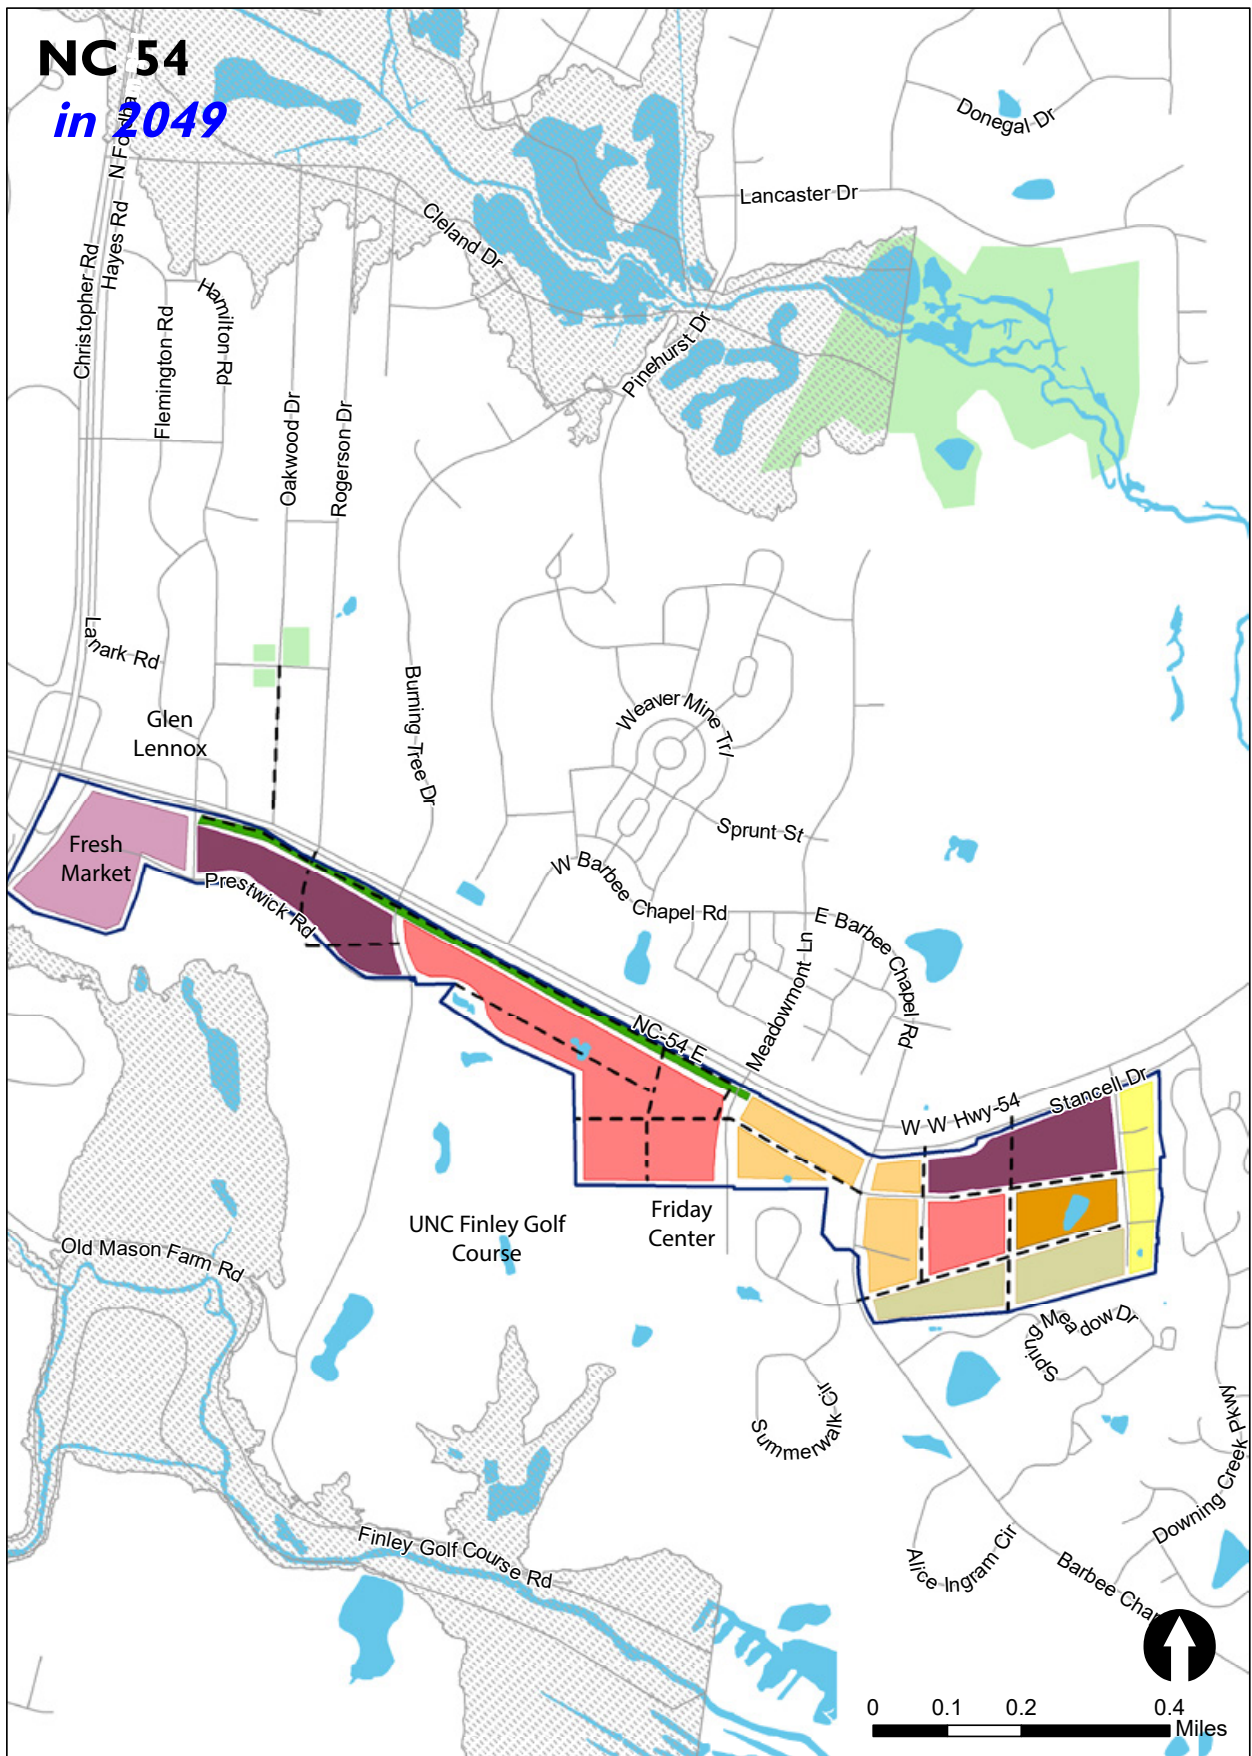 NC 54
in 2049
N Fordha
Hayes Rd
Christopher Rd
Flemington Rd
Hamilton Rd
Oakwood Dr
Rogerson Dr
Cleland Dr
Pinehurst Dr
Lancaster Dr
Donegal Dr
Lanark Rd
Glen
Lennox
Burning Tree Dr
Weaver Mine Trl
Sprunt St
W Barbee Chapel Rd
E Barbee Chapel Rd
Meadowmont Ln
Fresh
Market
Prestwick Rd
NC-54 E
W W Hwy-54
Stancell Dr
UNC Finley Golf
Course
Friday
Center
Old Mason Farm Rd
Spring Meadow Dr
Summerwalk Cir
Downing Creek Pkwy
Finley Golf Course Rd
Alice Ingram Cir
Barbee Cha
0 0.1 0.2 0.4
Miles